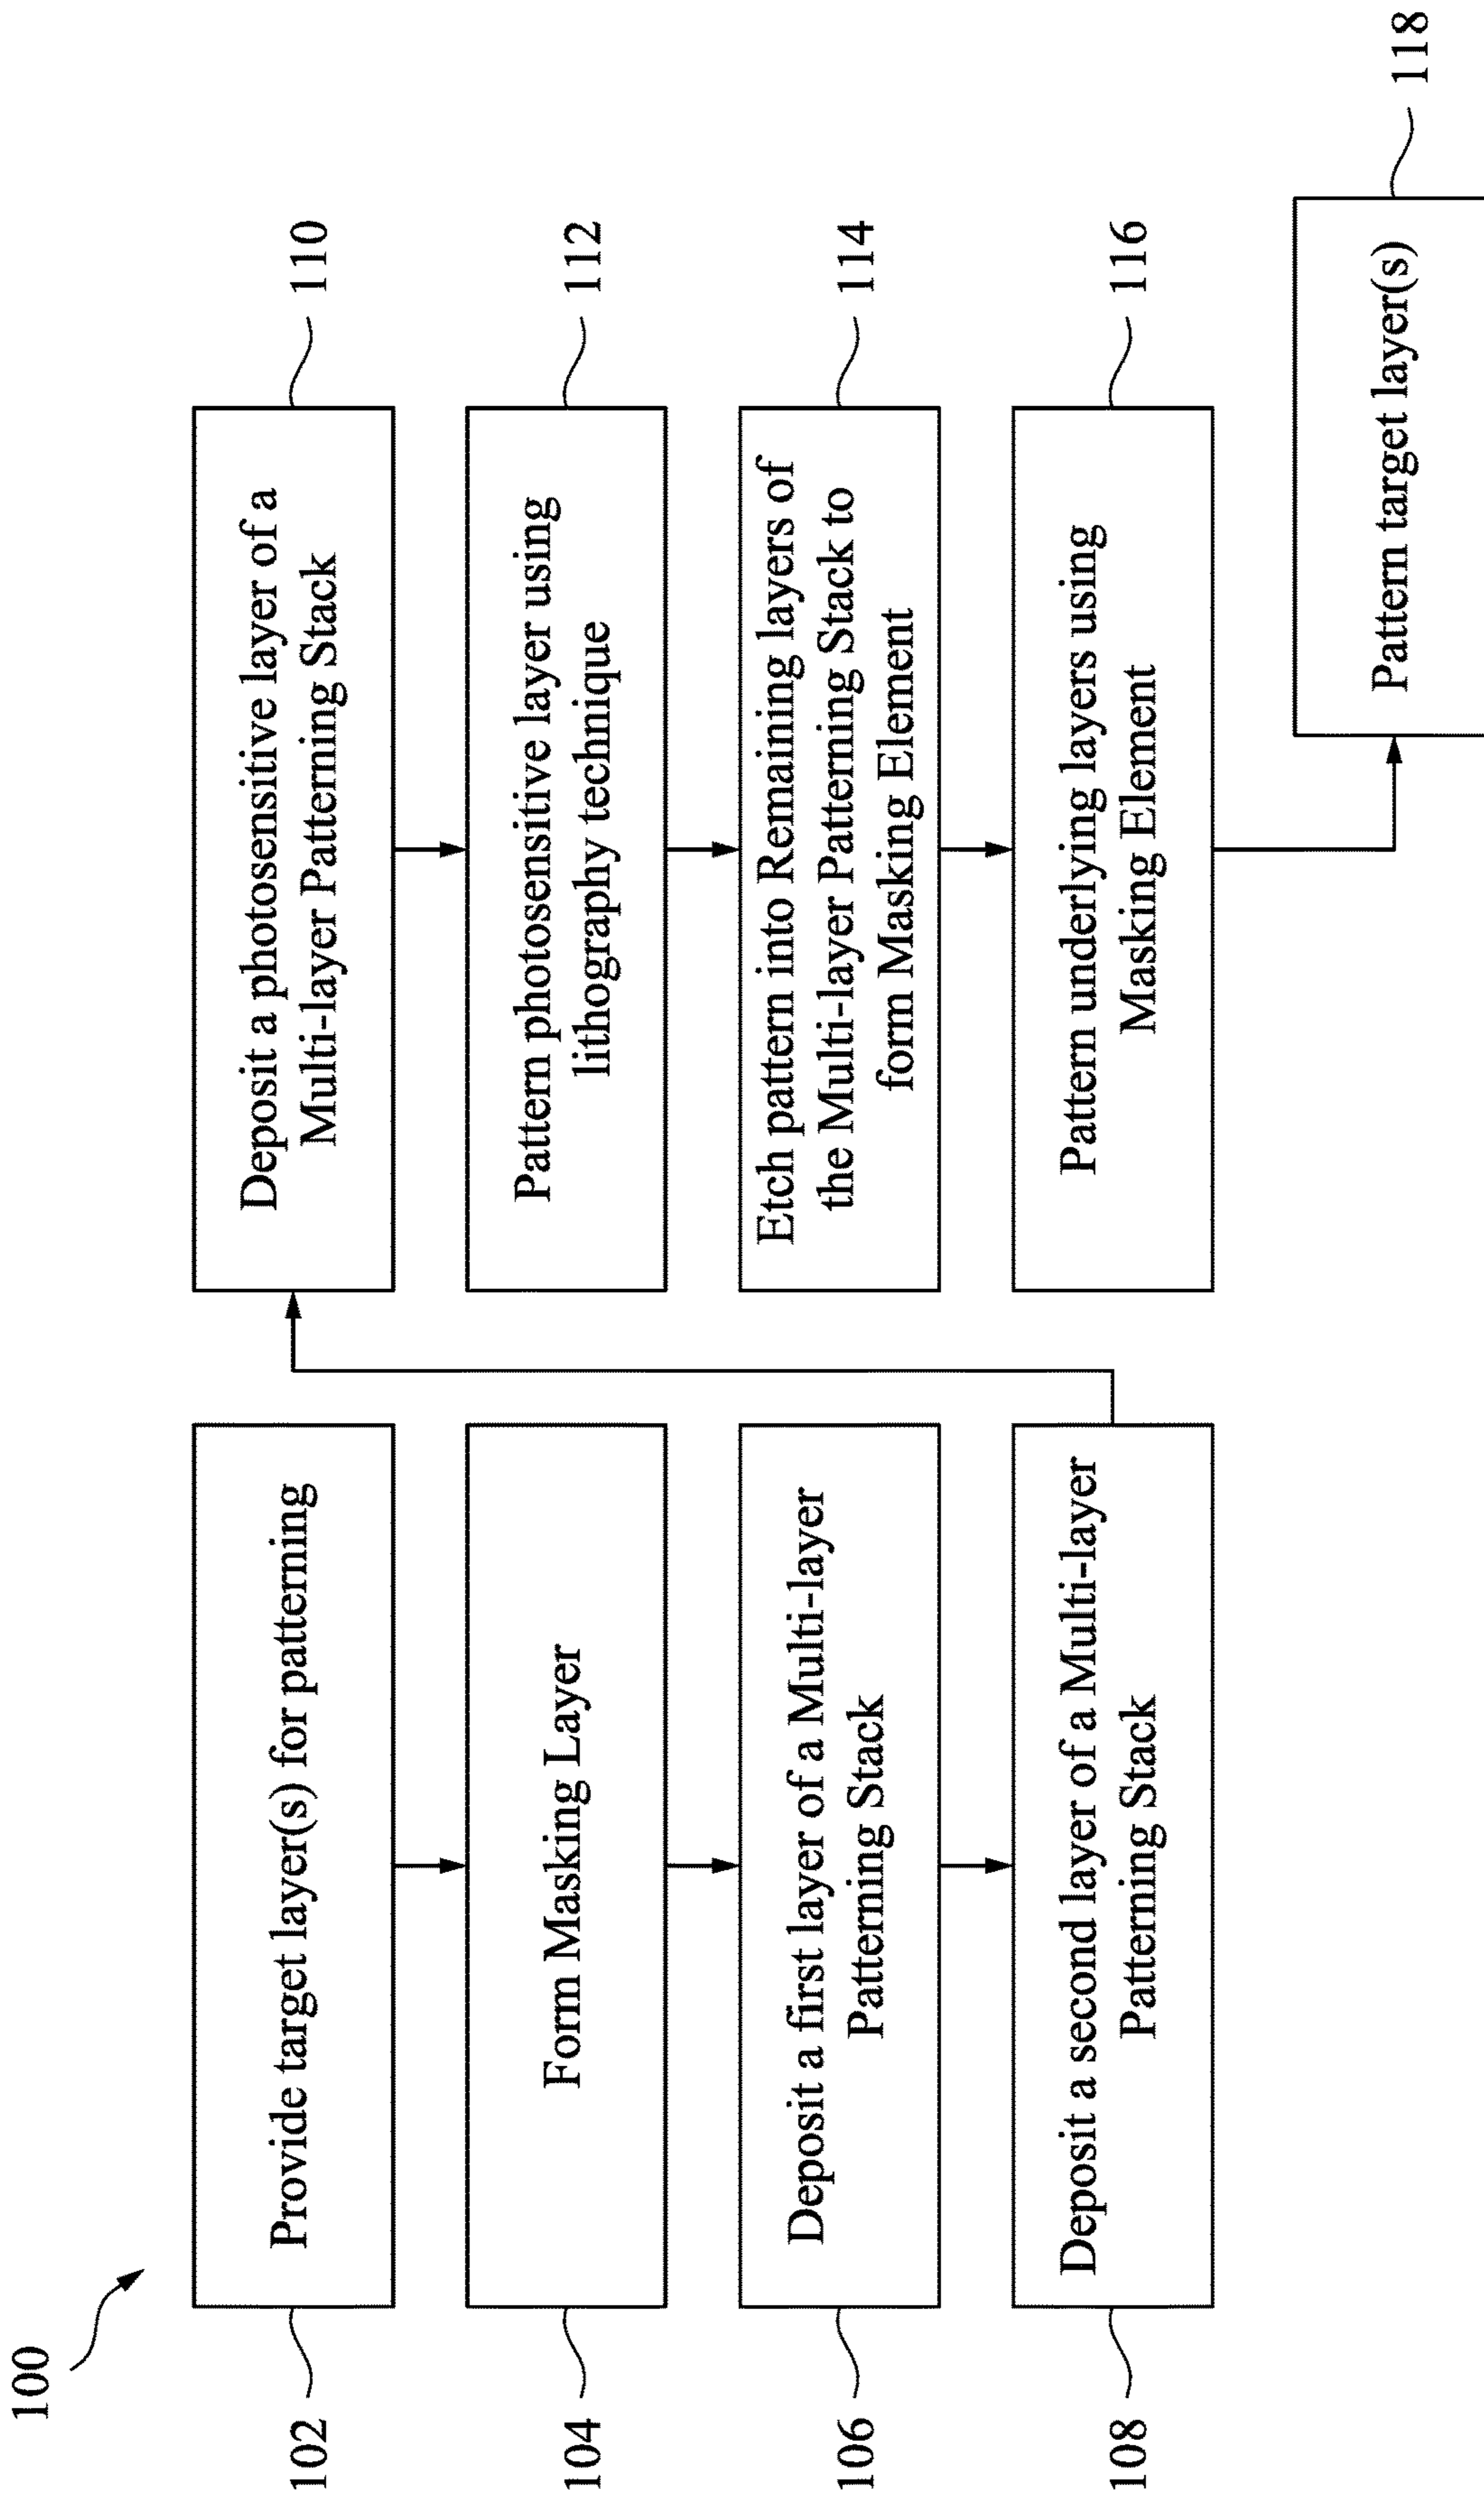 100
102
Provide target layer(s) for patterning
104
Form Masking Layer
106
Deposit a first layer of a Multi-layer
Patterning Stack
108
Deposit a second layer of a Multi-layer
Patterning Stack
Deposit a photosensitive layer of a
Multi-layer Patterning Stack
110
Pattern photosensitive layer using
lithography technique
112
Etch pattern into Remaining layers of
the Multi-layer Patterning Stack to
form Masking Element
114
Pattern underlying layers using
Masking Element
116
Pattern target layer(s)
118